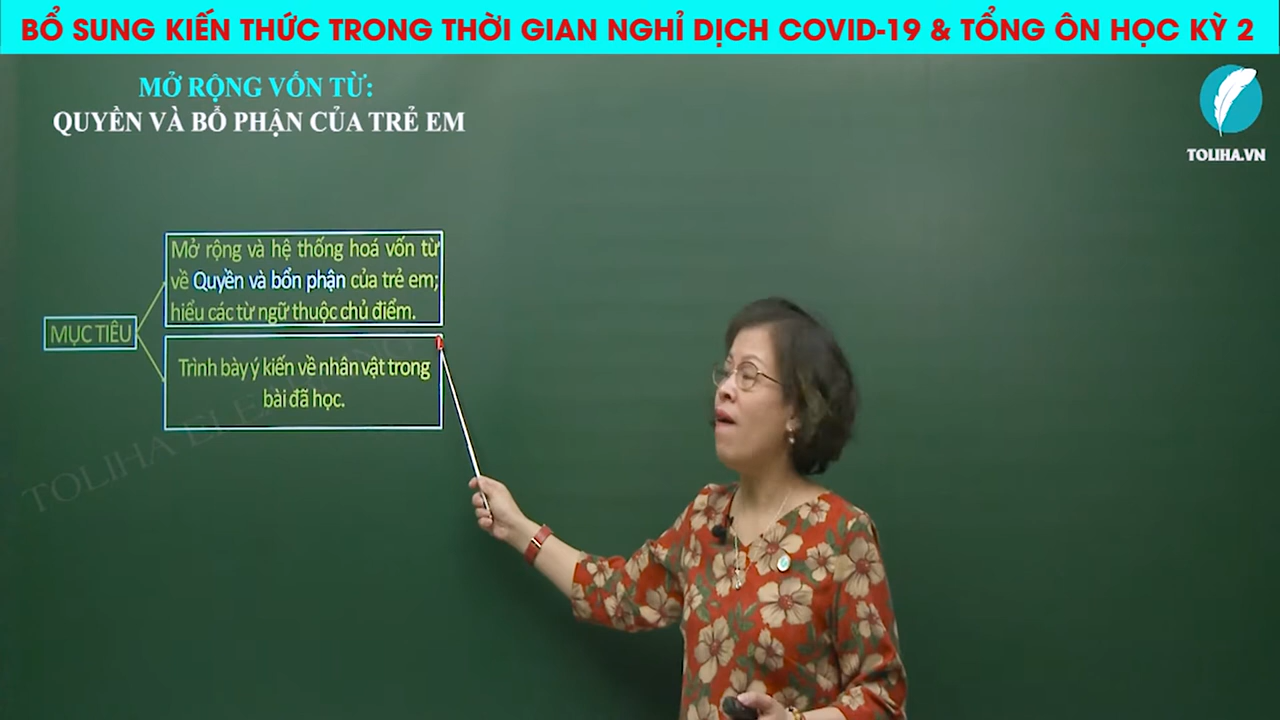 BỔ SUNG KIẾN THỨC TRONG THỜI GIAN NGHỈ DỊCH COVID-19 & TỔNG ÔN HỌC KỲ 2
MỞ RỘNG VỐN TỪ:
QUYỀN VÀ BỔ PHẬN CỦA TRẺ EM
TOLIHA.VN
Mở rộng và hệ thống hoá vốn từ
về Quyền và bổn phận của trẻ em;
hiểu các từ ngữ thuộc chủ điểm.
MỤC TIÊU
Trình bày ý kiến về nhân vật trong
bài đã học.
TOLIHA